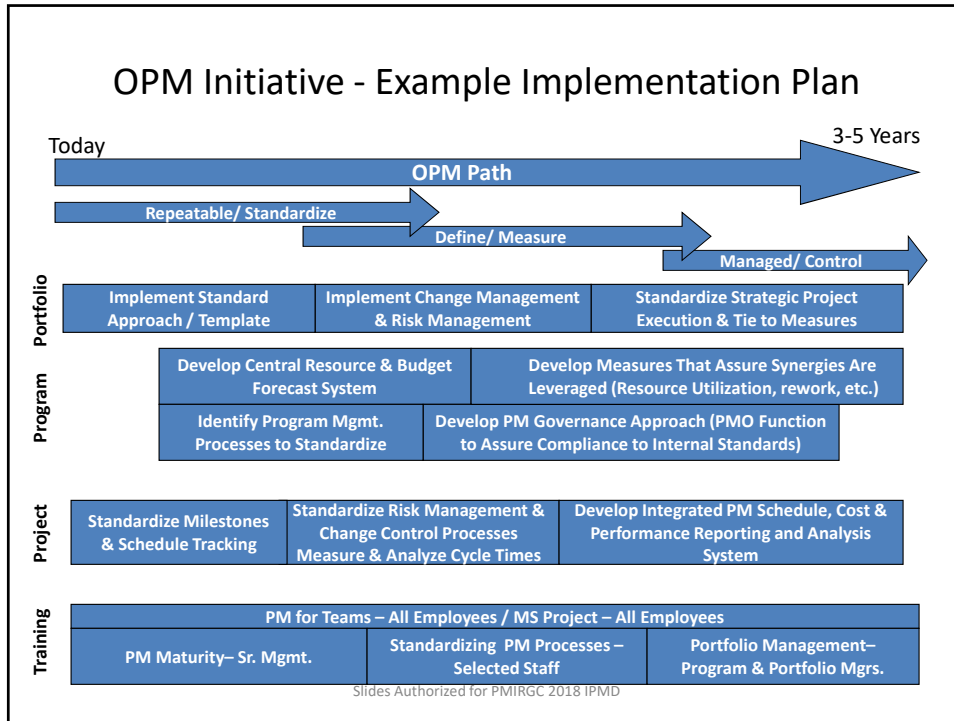 OPM Initiative - Example Implementation Plan
Today
3-5 Years
OPM Path
Repeatable/ Standardize
Define/ Measure
Managed/ Control
Portfolio
Implement Standard
Approach / Template
Implement Change Management
& Risk Management
Standardize Strategic Project
Execution & Tie to Measures
Program
Develop Central Resource & Budget
Forecast System
Develop Measures That Assure Synergies Are
Leveraged (Resource Utilization, rework, etc.)
Identify Program Mgmt.
Processes to Standardize
Develop PM Governance Approach (PMO Function
to Assure Compliance to Internal Standards)
Project
Standardize Milestones
& Schedule Tracking
Standardize Risk Management &
Change Control Processes
Measure & Analyze Cycle Times
Develop Integrated PM Schedule, Cost &
Performance Reporting and Analysis
System
Training
PM for Teams – All Employees / MS Project – All Employees
PM Maturity– Sr. Mgmt.
Standardizing PM Processes –
Selected Staff
Portfolio Management–
Program & Portfolio Mgrs.
Slides Authorized for PMIRGC 2018 IPMD